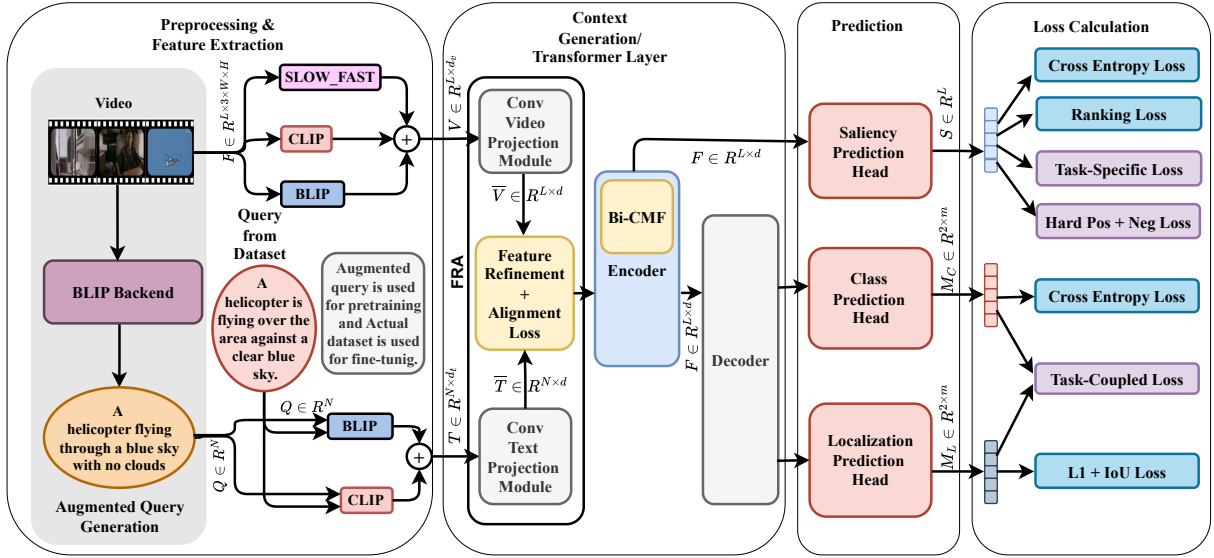 Preprocessing &
Feature Extraction
Video
SLOW_FAST
CLIP
BLIP
F ∈ R^{L×3×W×H}
+
BLIP Backend
Query
from
Dataset
A
helicopter is
flying over the
area against a
clear blue
sky.
Augmented
query is used
for pretraining
and Actual
dataset is used
for fine-tunig.
A
helicopter flying
through a blue sky
with no clouds
Augmented Query
Generation
Q ∈ R^N
Q ∈ R^N
BLIP
CLIP
+
Context
Generation/
Transformer Layer
V ∈ R^{L×d_v}
T ∈ R^{N×d_t}
FRA
Conv
Video
Projection
Module
V̅ ∈ R^{L×d}
Feature
Refinement
+
Alignment
Loss
T̅ ∈ R^{N×d}
Conv
Text
Projection
Module
Bi-CMF
Encoder
F ∈ R^{L×d}
F ∈ R^{L×d}
Decoder
Prediction
Saliency
Prediction
Head
Class
Prediction
Head
Localization
Prediction
Head
S ∈ R^L
M_C ∈ R^{2×m}
M_L ∈ R^{2×m}
Loss Calculation
Cross Entropy Loss
Ranking Loss
Task-Specific Loss
Hard Pos + Neg Loss
Cross Entropy Loss
Task-Coupled Loss
L1 + IoU Loss